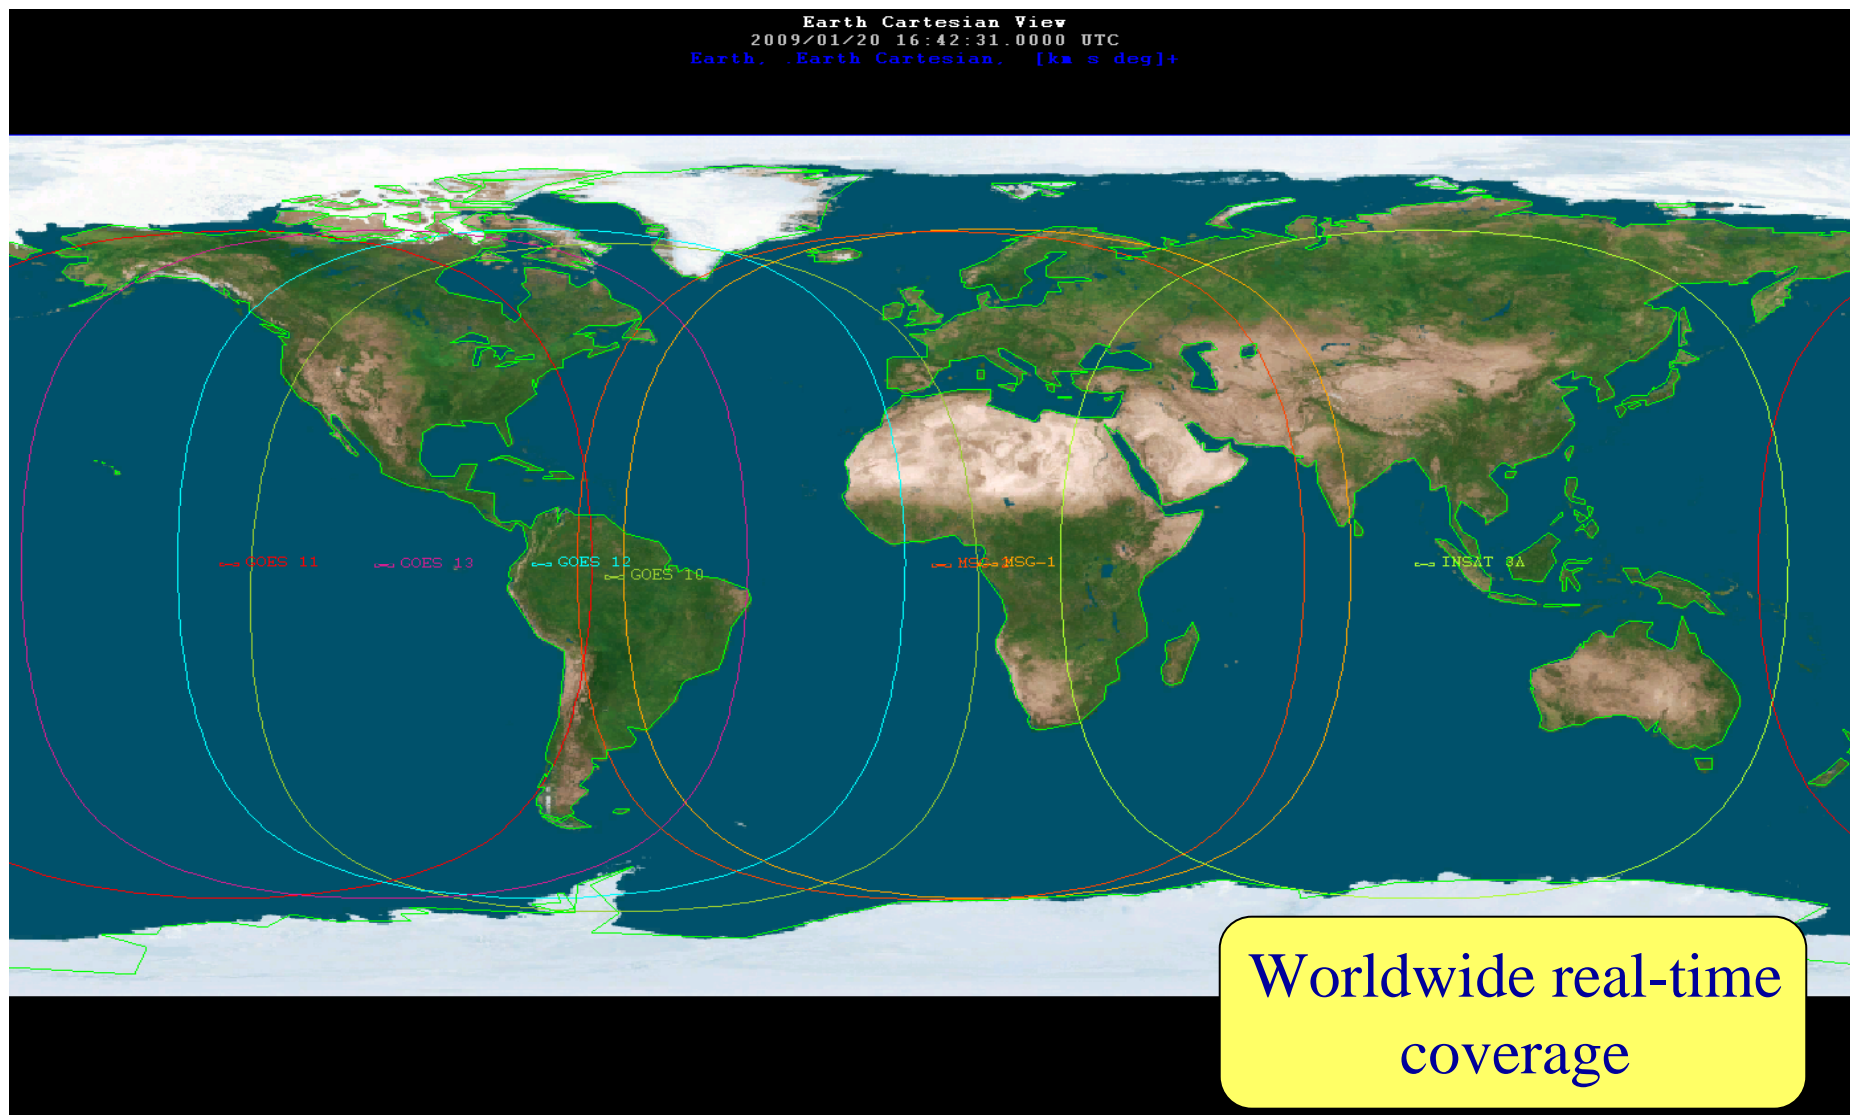 Earth Cartesian View
2009/01/20 16:42:31.0000 UTC
Earth, .Earth Cartesian, [km s deg]+
GOES 11
GOES 13
GOES 12
GOES 10
MSG-1
INSAT 3A
Worldwide real-time
coverage